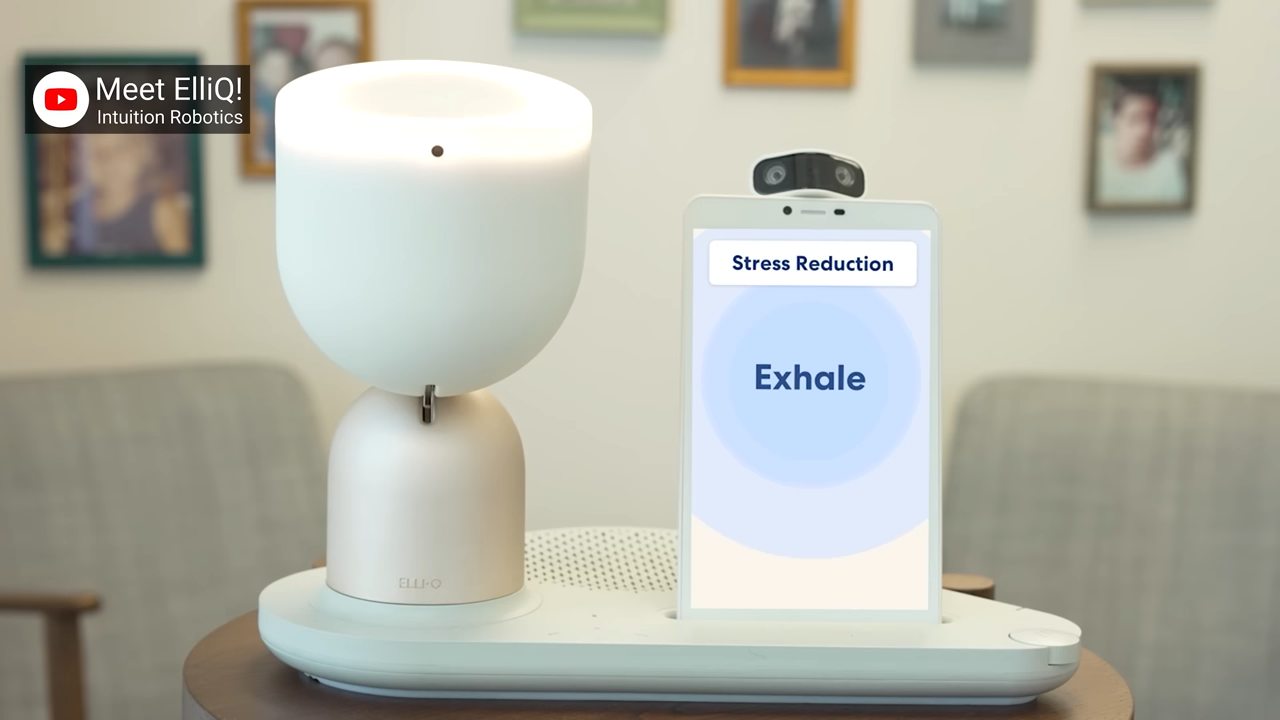 Meet ElliQ!
Intuition Robotics
Stress Reduction
Exhale
ELLI•Q